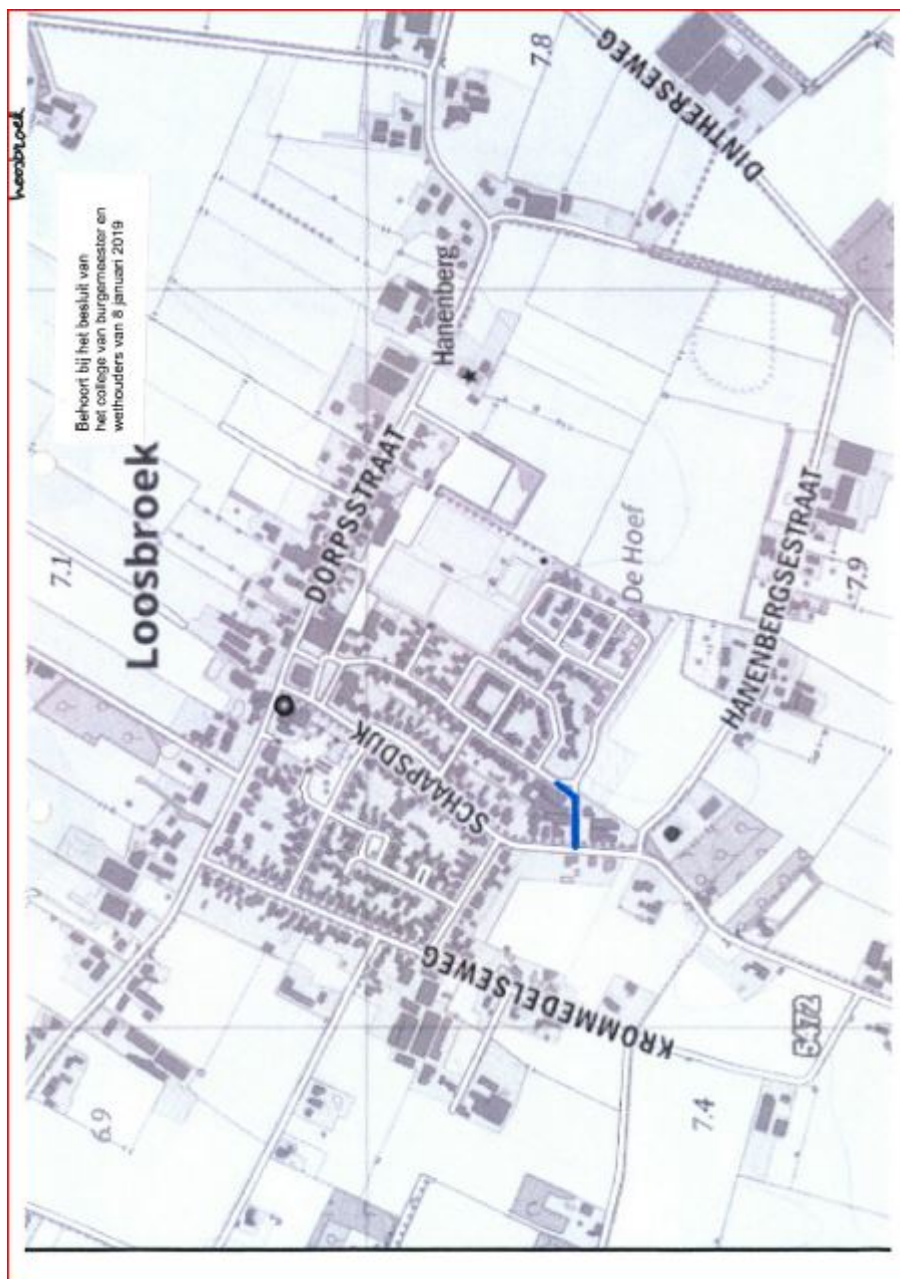 Loosbroek
Behoort bij het besluit van
het college van burgemeester en
wethouders van 8 januari 2019
Loosbroek
7.1
7.8
DINTHERSEWEG
Hanenberg
DORPSSTRAAT
De Hoef
HANENBERGSESTRAAT
7.9
SCHAAPSDIJK
KROMMEDELSEWEG
6.9
7.4
5472